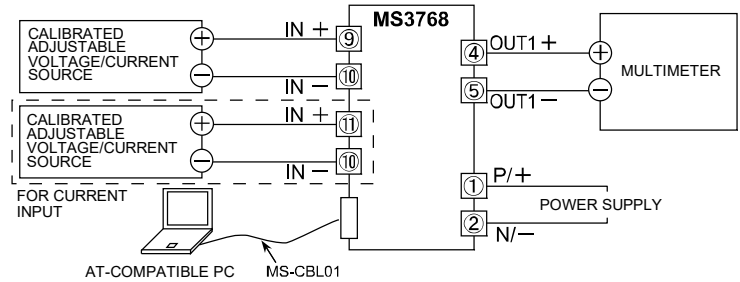 MS3768
CALIBRATED
ADJUSTABLE
VOLTAGE/CURRENT
SOURCE
+
IN +
⑨
−
IN −
⑩
CALIBRATED
ADJUSTABLE
VOLTAGE/CURRENT
SOURCE
+
IN +
⑪
−
IN −
⑩
FOR CURRENT
INPUT
④
OUT1+
+
⑤
OUT1−
−
MULTIMETER
①
P/+
②
N/−
POWER SUPPLY
AT-COMPATIBLE PC
MS-CBL01